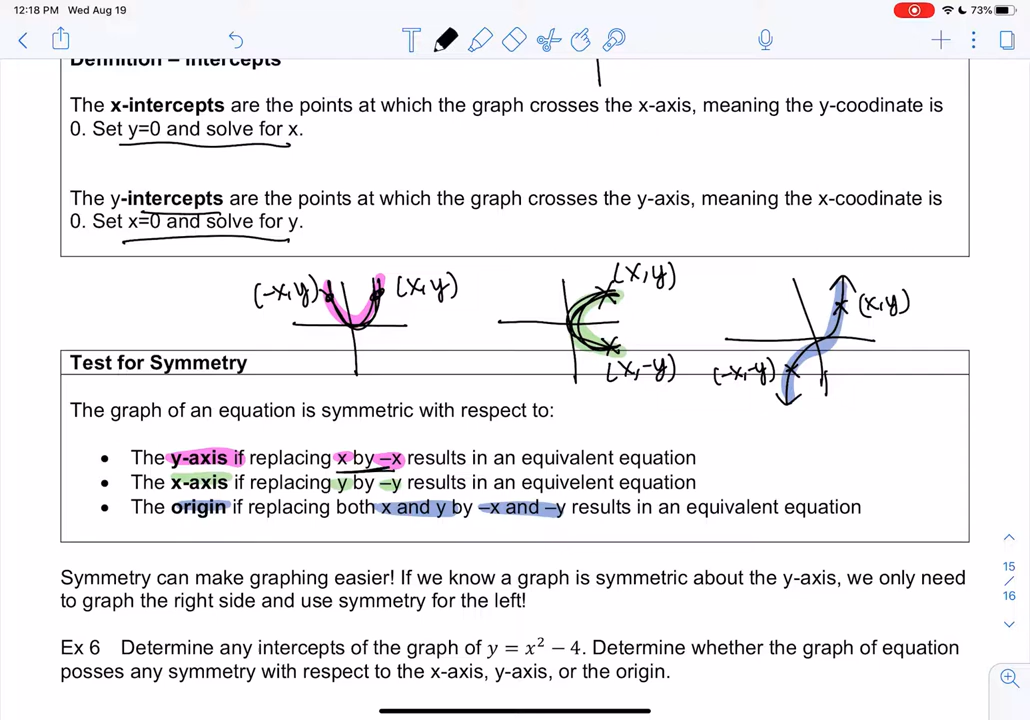 12:18 PM Wed Aug 19
73%
Definition – Intercepts
The x-intercepts are the points at which the graph crosses the x-axis, meaning the y-coodinate is
0. Set y=0 and solve for x.
The y-intercepts are the points at which the graph crosses the y-axis, meaning the x-coodinate is
0. Set x=0 and solve for y.
(-x,y) (x,y) (x,y) (x,y)
(x,-y) (-x,-y)
Test for Symmetry
The graph of an equation is symmetric with respect to:
• The y-axis if replacing x by –x results in an equivalent equation
• The x-axis if replacing y by –y results in an equivelent equation
• The origin if replacing both x and y by –x and –y results in an equivalent equation
Symmetry can make graphing easier! If we know a graph is symmetric about the y-axis, we only need
to graph the right side and use symmetry for the left!
Ex 6 Determine any intercepts of the graph of y = x² − 4. Determine whether the graph of equation
posses any symmetry with respect to the x-axis, y-axis, or the origin.
15
/
16